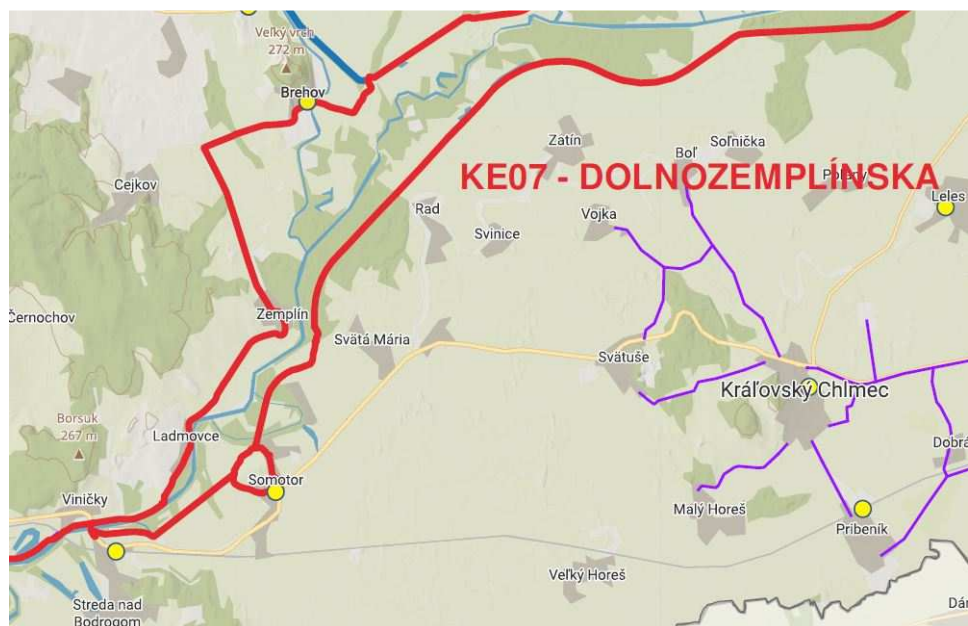 Veľký vrch
272 m
Brehov
Zatín
Boľ
Soľnička
KE07 - DOLNOZEMPLÍNSKA
Poľany
Cejkov
Leles
Rad
Vojka
Svinice
Zemplín
Černochov
Svätá Mária
Svätuše
Kráľovský Chlmec
Borsuk
267 m
Ladmovce
Dobrá
Somotor
Viničky
Malý Horeš
Pribeník
Veľký Horeš
Streda nad
Bodrogom